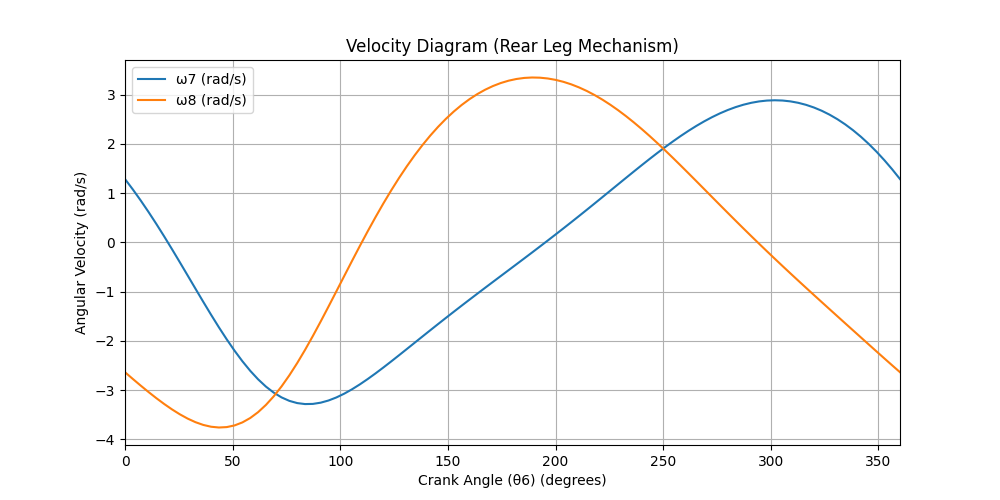 Velocity Diagram (Rear Leg Mechanism)
ω7 (rad/s)
ω8 (rad/s)
Angular Velocity (rad/s)
3
2
1
0
−1
−2
−3
−4
0 50 100 150 200 250 300 350
Crank Angle (θ6) (degrees)